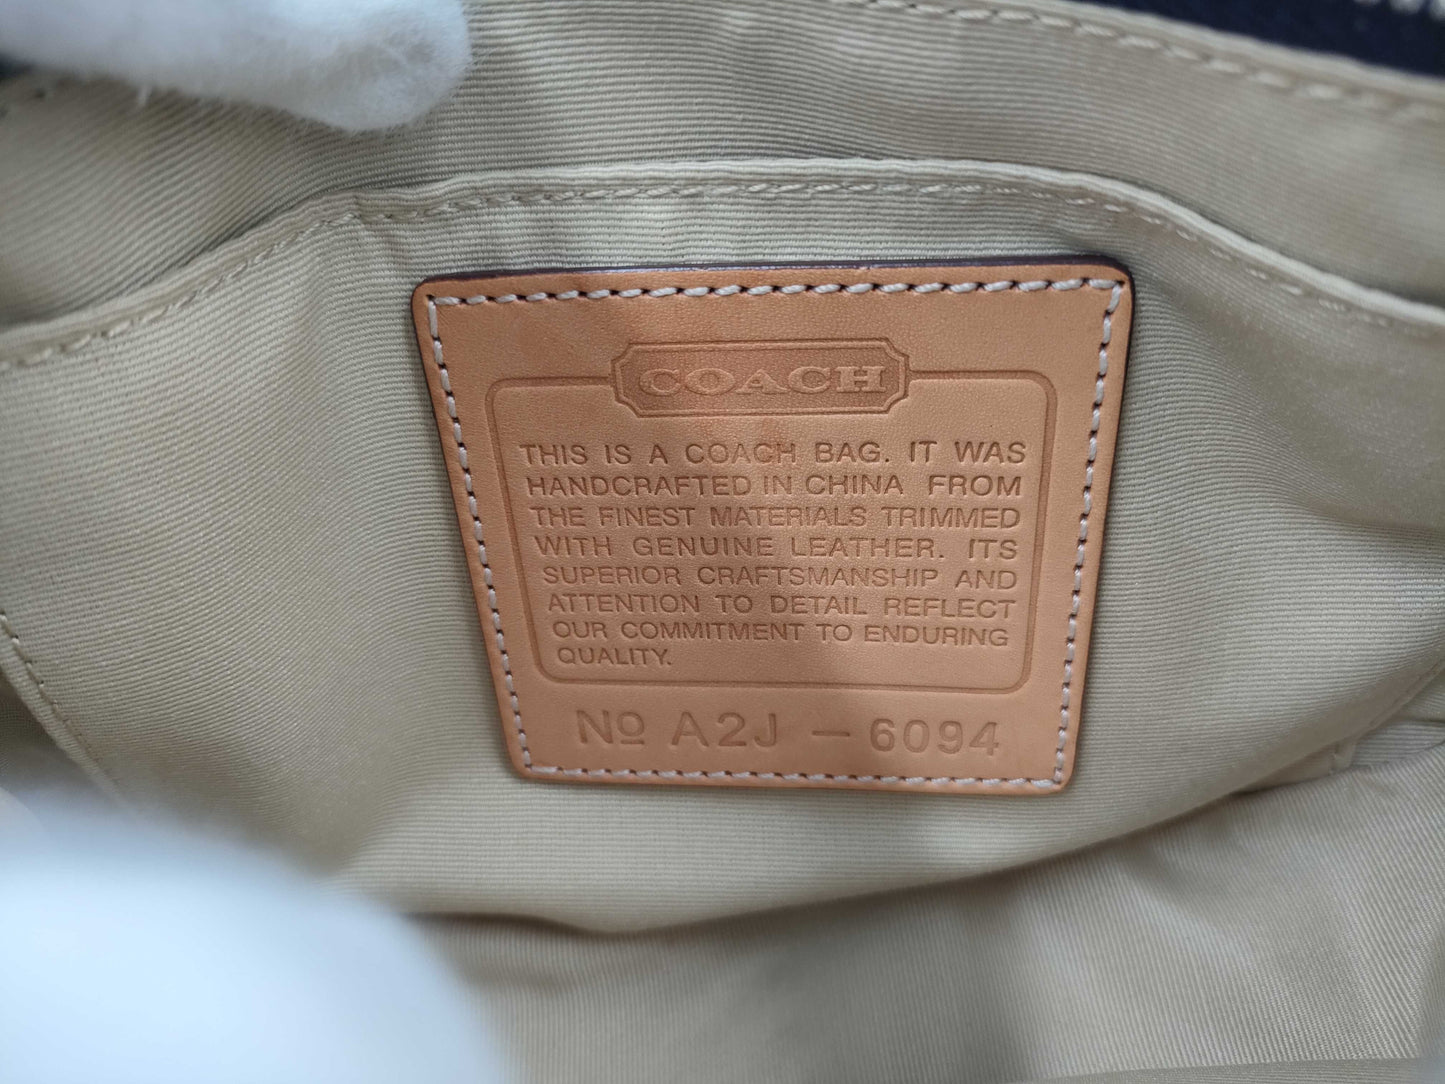 COACH
THIS IS A COACH BAG. IT WAS
HANDCRAFTED IN CHINA FROM
THE FINEST MATERIALS TRIMMED
WITH GENUINE LEATHER. ITS
SUPERIOR CRAFTSMANSHIP AND
ATTENTION TO DETAIL REFLECT
OUR COMMITMENT TO ENDURING
QUALITY.
Nº A2J - 6094